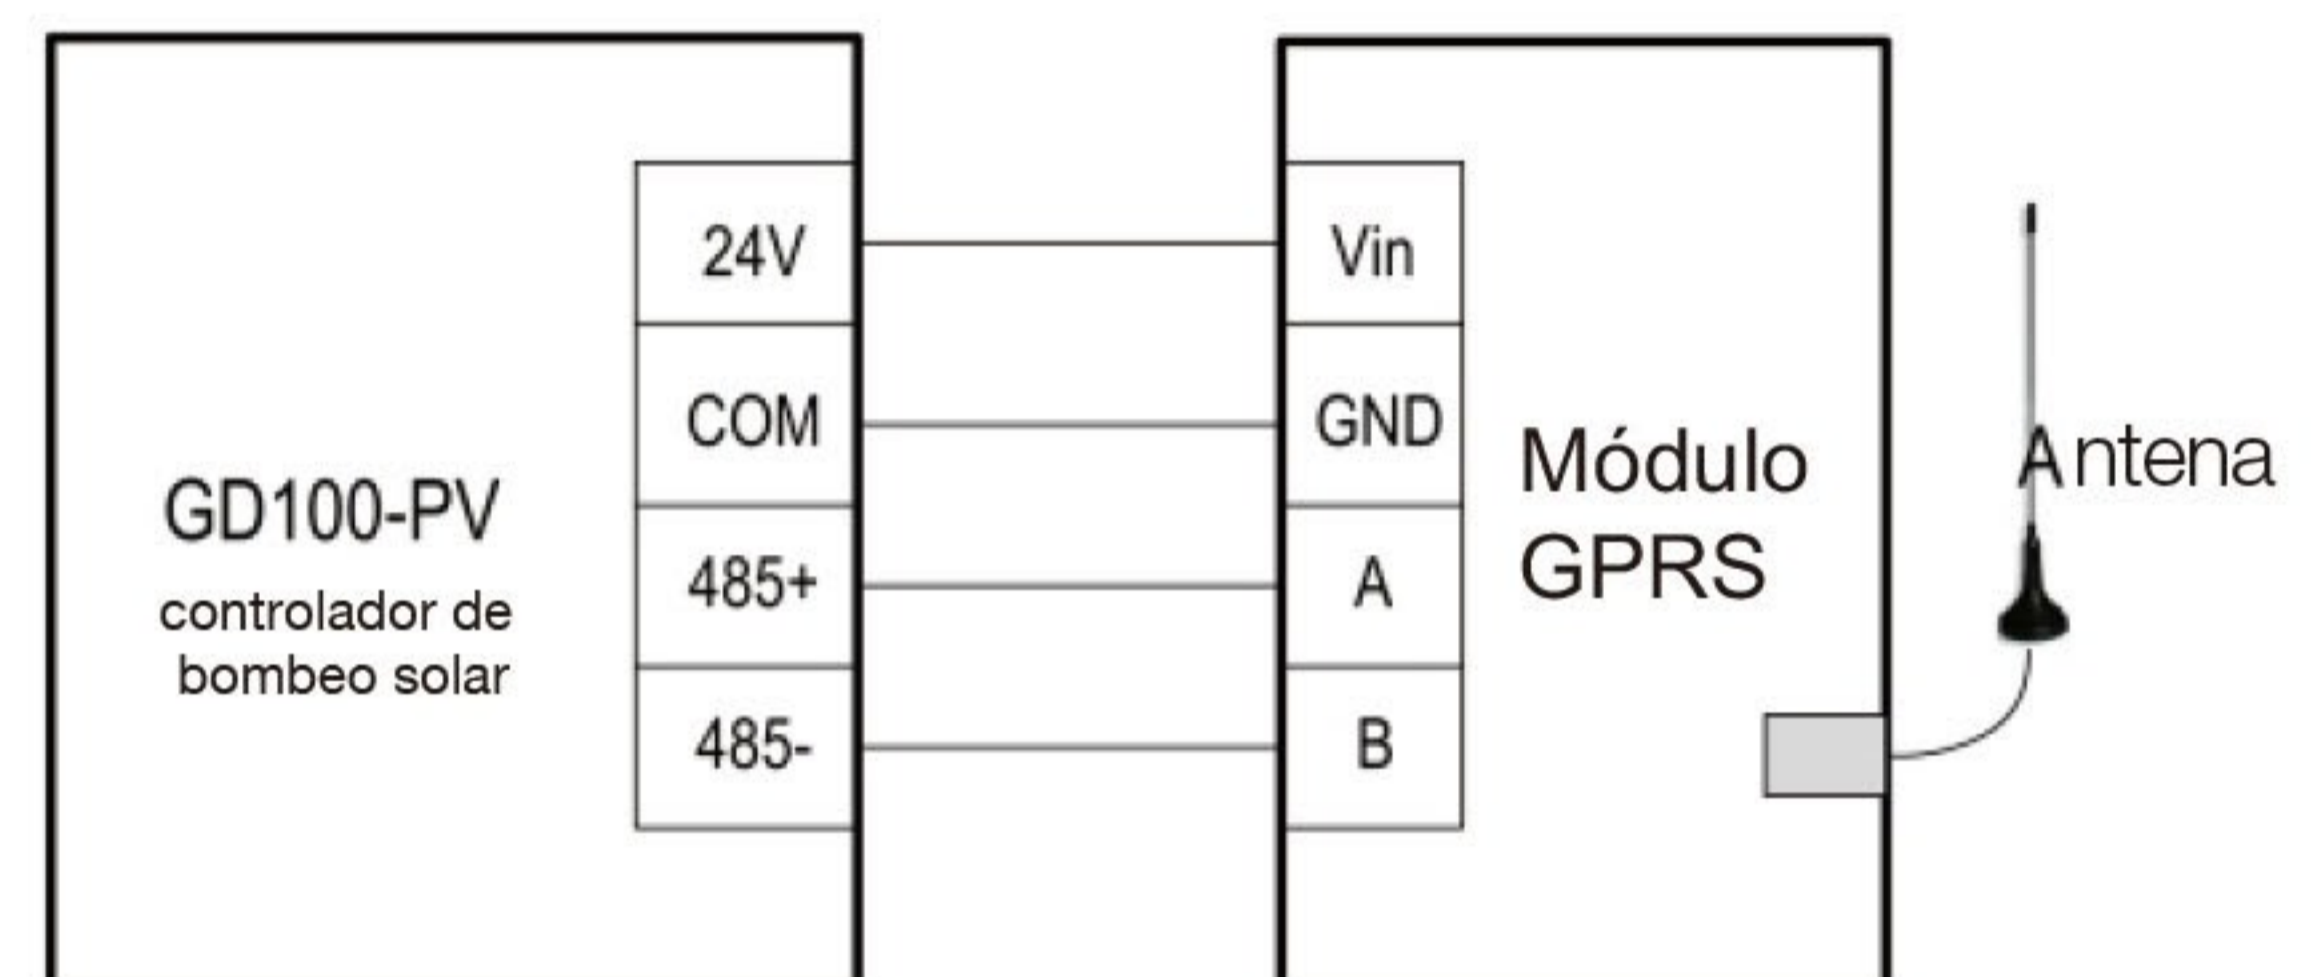 24V
COM
485+
485-
GD100-PV
controlador de
bombeo solar
Vin
GND
A
B
Módulo
GPRS
Antena